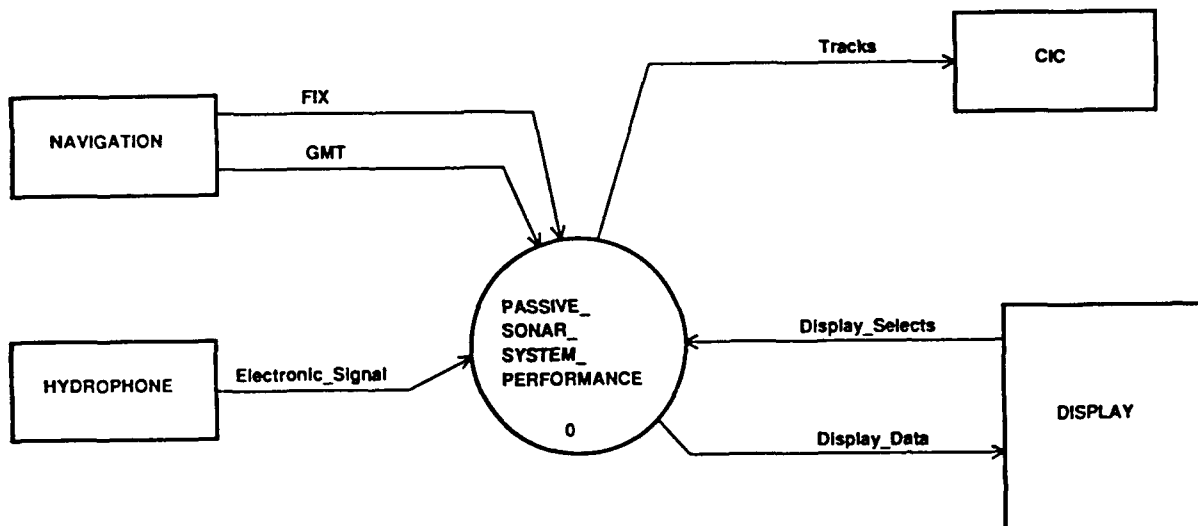 Tracks
CIC
FIX
NAVIGATION
GMT
PASSIVE_
SONAR_
SYSTEM_
PERFORMANCE
0
Display_Selects
HYDROPHONE
Electronic_Signal
DISPLAY
Display_Data